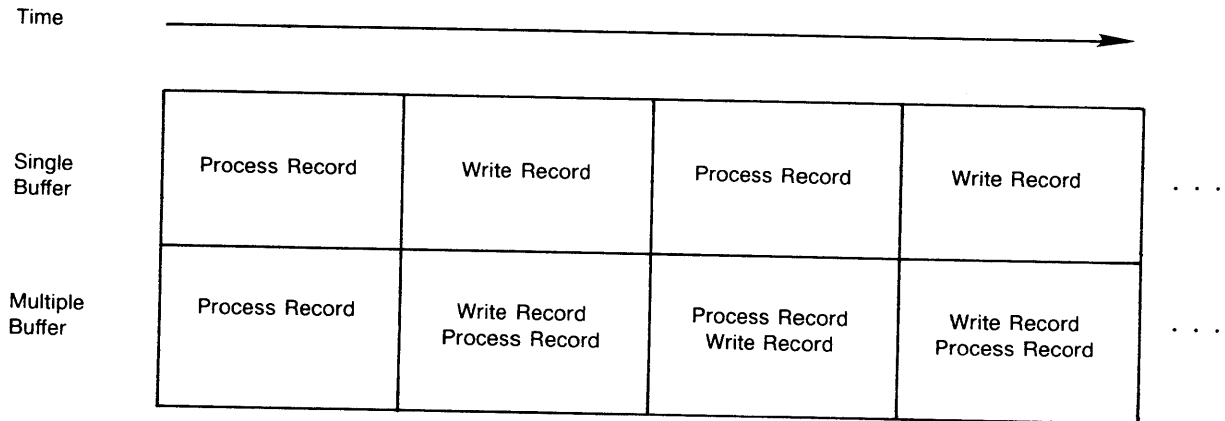 Time
Single
Buffer
Process Record
Write Record
Process Record
Write Record
. . .
Multiple
Buffer
Process Record
Write Record
Process Record
Process Record
Write Record
Write Record
Process Record
. . .